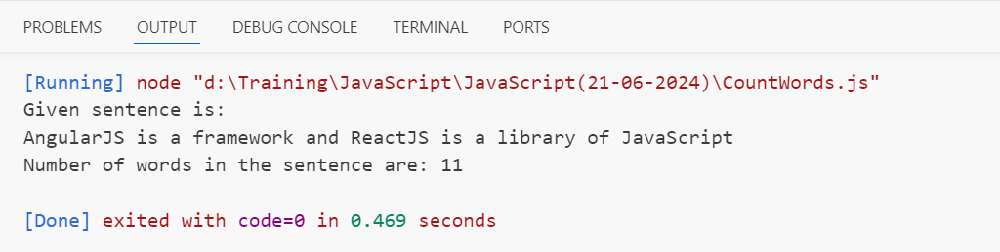 PROBLEMS OUTPUT DEBUG CONSOLE TERMINAL PORTS
[Running] node "d:\Training\JavaScript\JavaScript(21-06-2024)\CountWords.js"
Given sentence is:
AngularJS is a framework and ReactJS is a library of JavaScript
Number of words in the sentence are: 11
[Done] exited with code=0 in 0.469 seconds